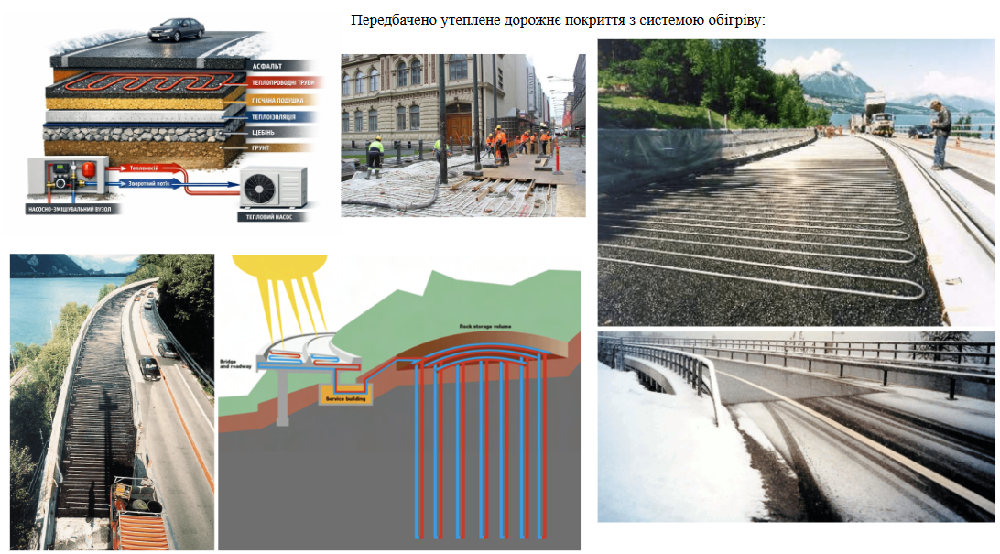 Передбачено утеплене дорожнє покриття з системою обігріву:
АСФАЛЬТ
ТЕПЛОПРОВОДНІ ТРУБИ
ПІСЧАНА ПОДУШКА
ТЕПЛОІЗОЛЯЦІЯ
ЩЕБІНЬ
ГРУНТ
Теплоносій
Зворотний потік
НАСОСНО-ЗМІШУВАЛЬНИЙ ВУЗОЛ
ТЕПЛОВИЙ НАСОС
Rock storage volume
Bridge
and roadway
Service building